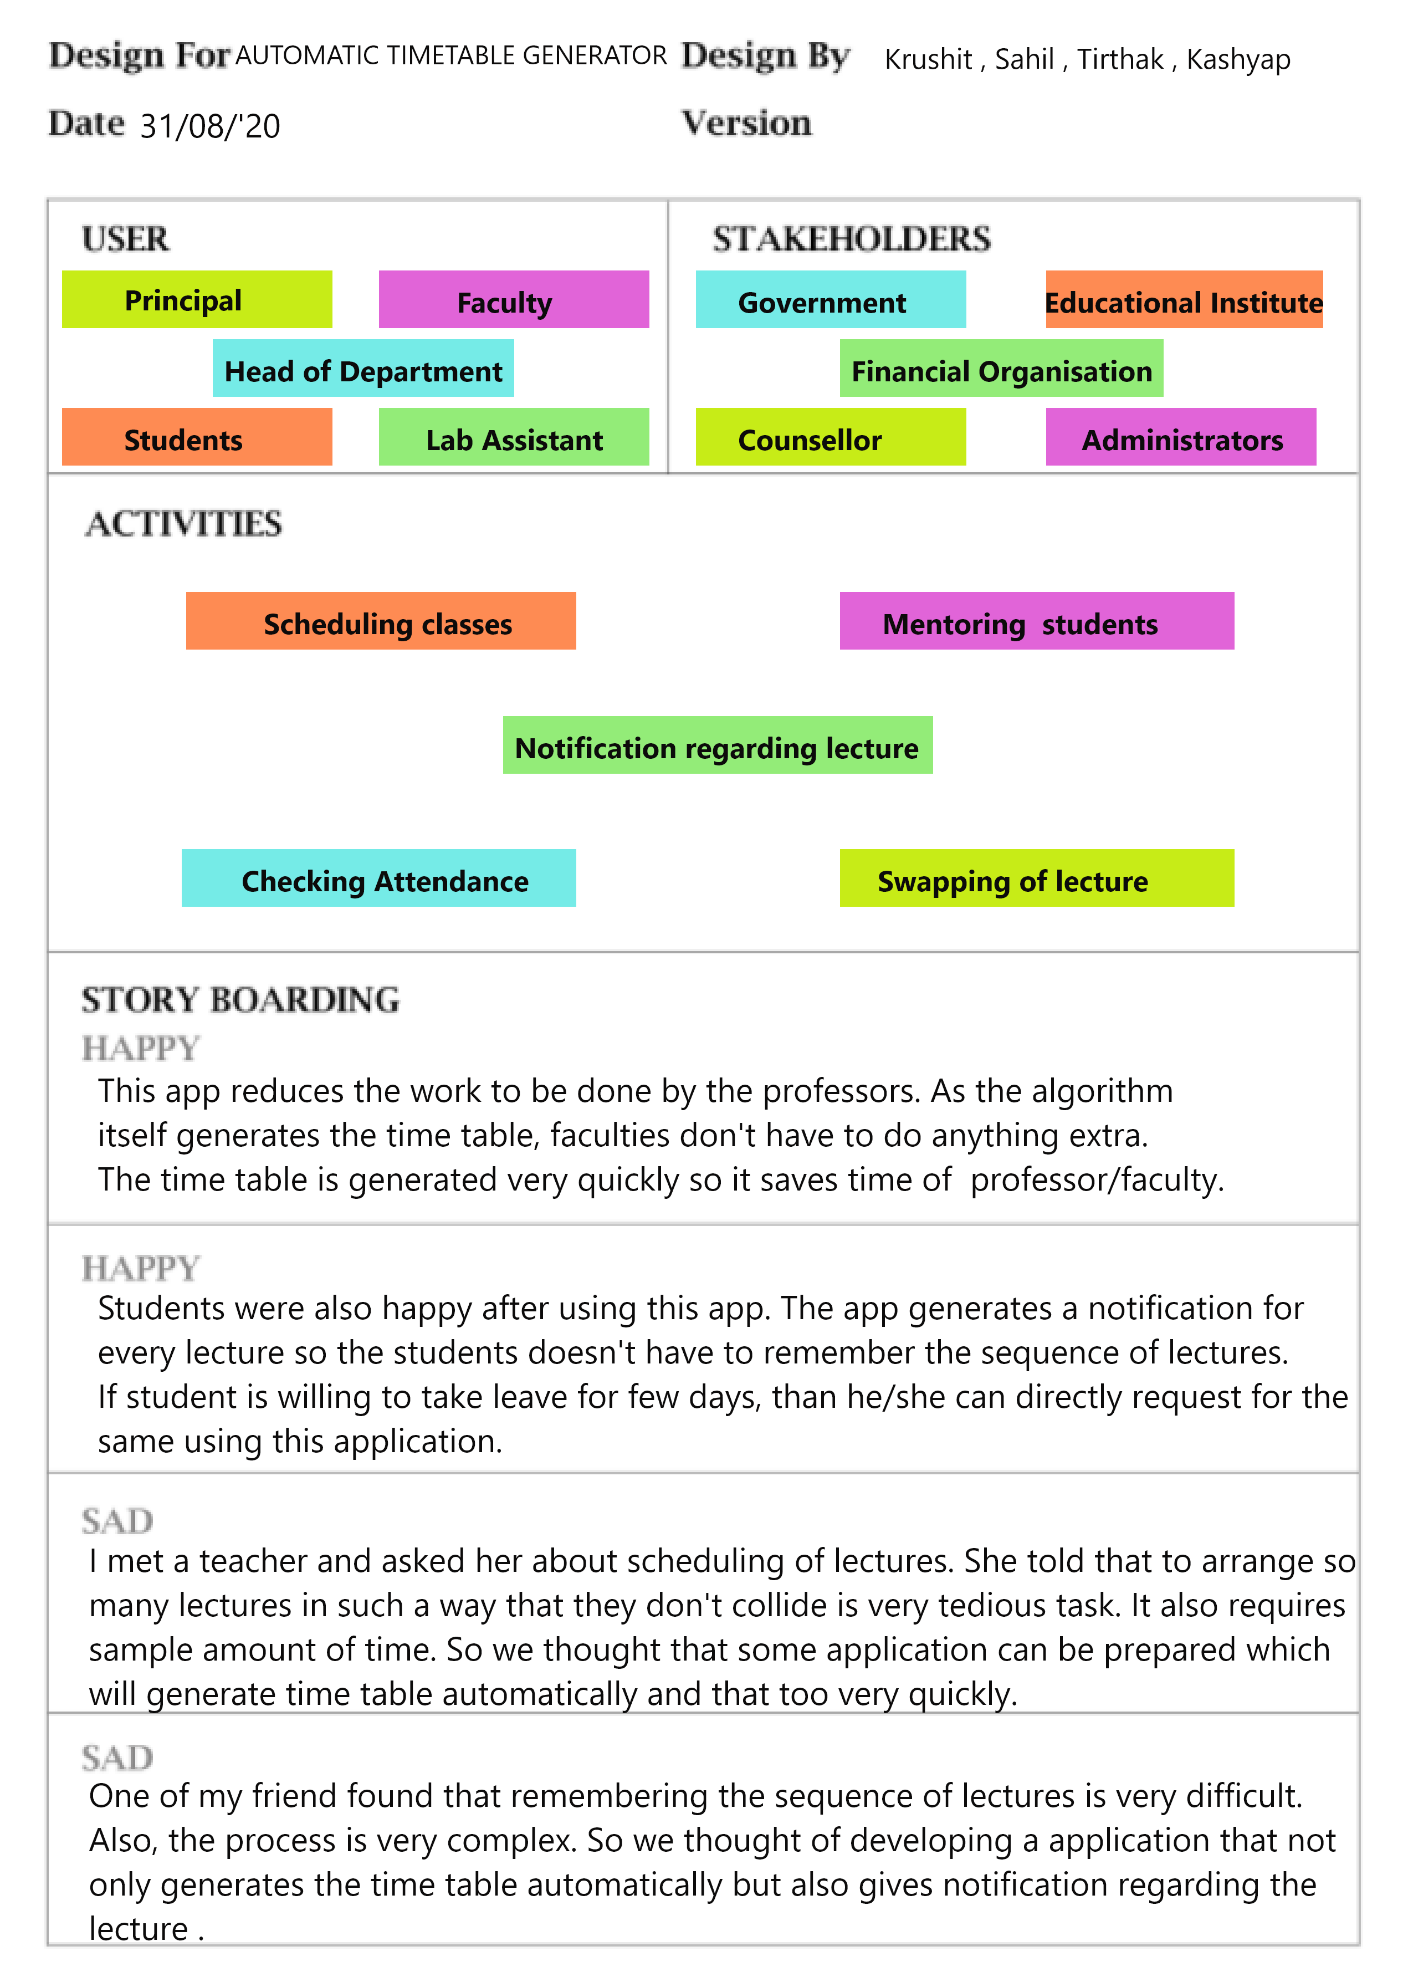 Design For AUTOMATIC TIMETABLE GENERATOR Design By Krushit , Sahil , Tirthak , Kashyap
Date 31/08/'20 Version
USER
Principal Faculty
Head of Department
Students Lab Assistant
STAKEHOLDERS
Government Educational Institute
Financial Organisation
Counsellor Administrators
ACTIVITIES
Scheduling classes Mentoring students
Notification regarding lecture
Checking Attendance Swapping of lecture
STORY BOARDING
HAPPY
This app reduces the work to be done by the professors. As the algorithm
itself generates the time table, faculties don't have to do anything extra.
The time table is generated very quickly so it saves time of professor/faculty.
HAPPY
Students were also happy after using this app. The app generates a notification for
every lecture so the students doesn't have to remember the sequence of lectures.
If student is willing to take leave for few days, than he/she can directly request for the
same using this application.
SAD
I met a teacher and asked her about scheduling of lectures. She told that to arrange so
many lectures in such a way that they don't collide is very tedious task. It also requires
sample amount of time. So we thought that some application can be prepared which
will generate time table automatically and that too very quickly.
SAD
One of my friend found that remembering the sequence of lectures is very difficult.
Also, the process is very complex. So we thought of developing a application that not
only generates the time table automatically but also gives notification regarding the
lecture .